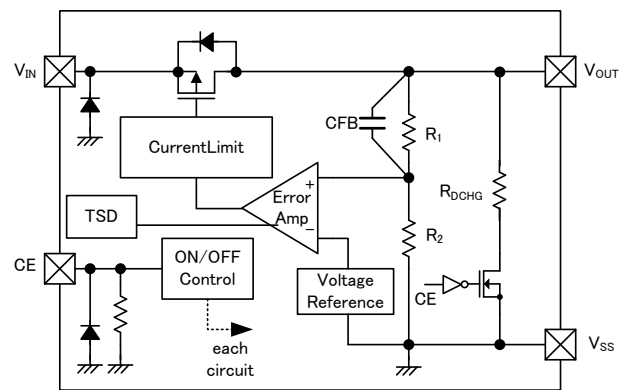 VIN
VOUT
CFB
R1
CurrentLimit
RDCHG
Error
Amp
+
-
TSD
R2
CE
ON/OFF
Control
Voltage
Reference
CE
each
circuit
VSS